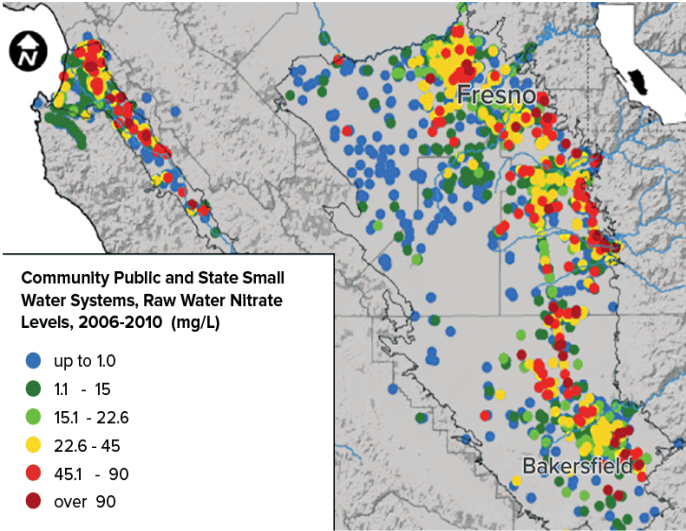 N
Fresno
Bakersfield
Community Public and State Small
Water Systems, Raw Water Nitrate
Levels, 2006-2010 (mg/L)
up to 1.0
1.1 - 15
15.1 - 22.6
22.6 - 45
45.1 - 90
over 90